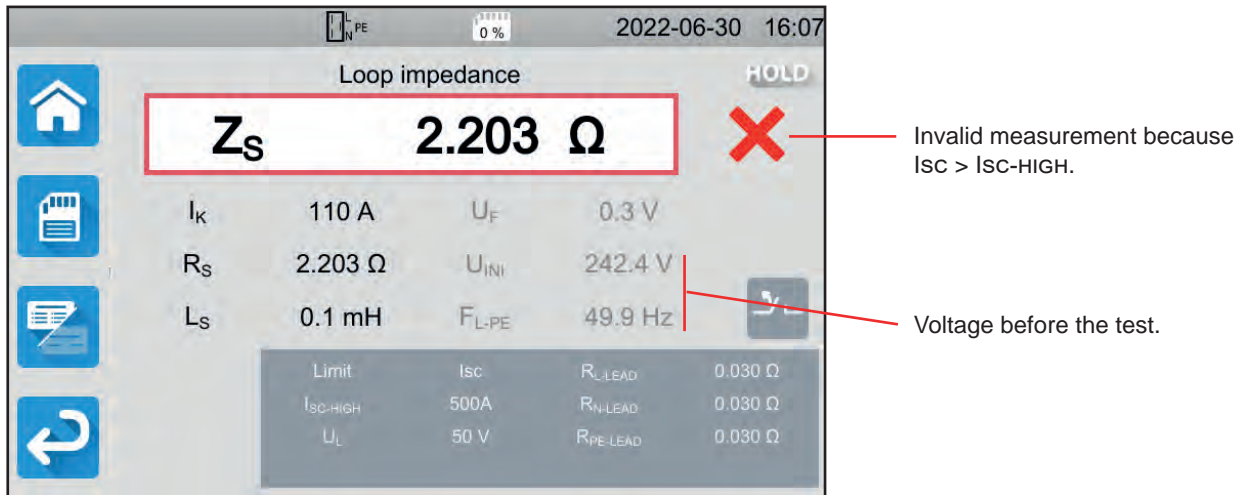 L N PE 0 % 2022-06-30 16:07
Loop impedance HOLD
ZS 2.203 Ω
Invalid measurement because
ISC > ISC-HIGH.
IK 110 A UF 0.3 V
RS 2.203 Ω UINI 242.4 V
LS 0.1 mH FL-PE 49.9 Hz
Voltage before the test.
Limit Isc RL-LEAD 0.030 Ω
ISC-HIGH 500A RN-LEAD 0.030 Ω
UL 50 V RPE-LEAD 0.030 Ω